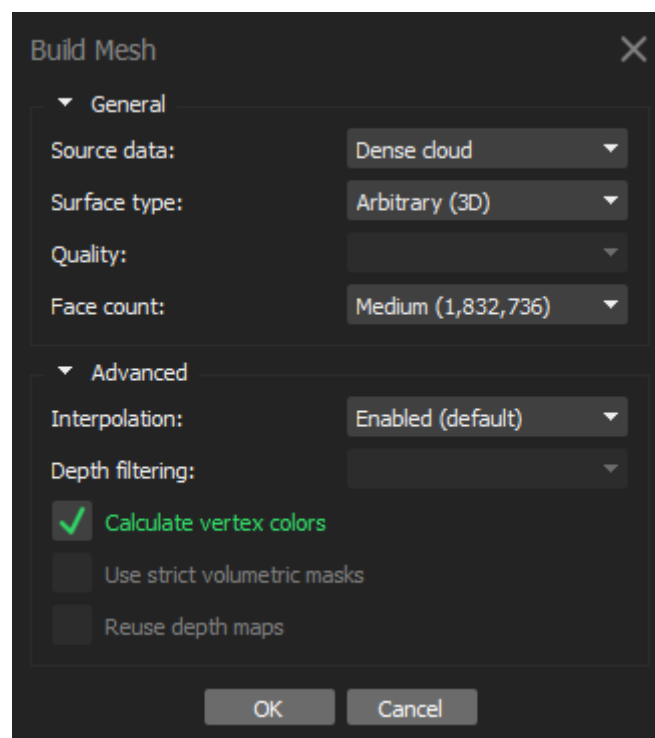 Build Mesh
General
Source data: Dense cloud
Surface type: Arbitrary (3D)
Quality:
Face count: Medium (1,832,736)
Advanced
Interpolation: Enabled (default)
Depth filtering:
Calculate vertex colors
Use strict volumetric masks
Reuse depth maps
OK Cancel